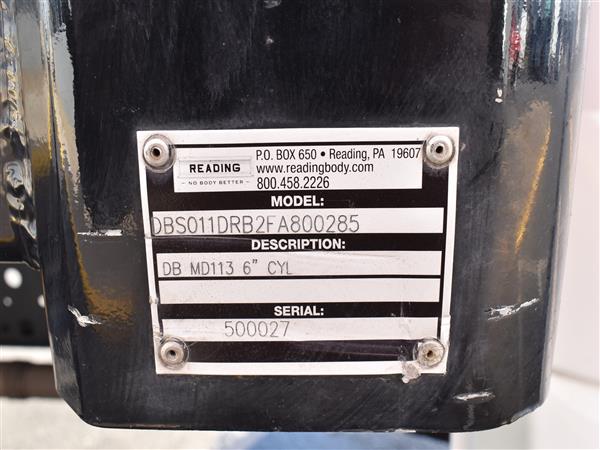 READING
NO BODY BETTER
P.O. BOX 650 • Reading, PA 19607
www.readingbody.com
800.458.2226
MODEL:
DBS011DRB2FA800285
DESCRIPTION:
DB MD113 6" CYL
SERIAL:
500027